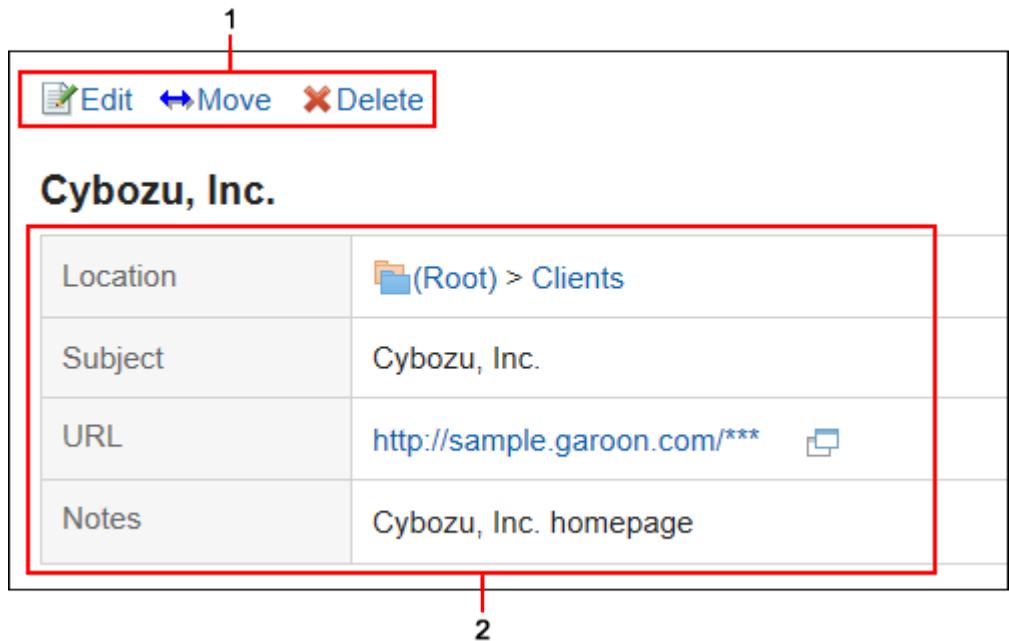 1
Edit Move Delete
Cybozu, Inc.
Location (Root) > Clients
Subject Cybozu, Inc.
URL http://sample.garoon.com/***
Notes Cybozu, Inc. homepage
2